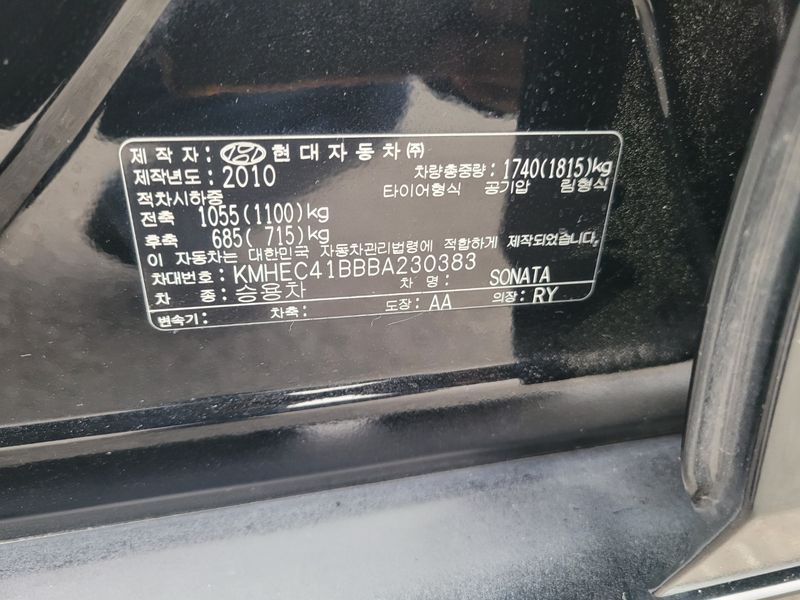 제 작 자 : 현대자동차㈜
제작년도 : 2010 차량총중량 : 1740(1815)kg
적차시하중 타이어형식 공기압 림형식
전축 1055(1100)kg
후축 685( 715)kg
이 자동차는 대한민국 자동차관리법령에 적합하게 제작되었습니다.
차대번호 : KMHEC41BBBA230383
차 종 : 승용차 차 명 : SONATA
변속기 : 차축 : 도장 : AA 의장 : RY